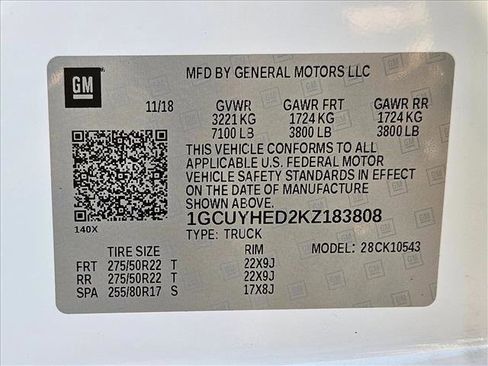 GM
MFD BY GENERAL MOTORS LLC
11/18 GVWR GAWR FRT GAWR RR
3221 KG 1724 KG 1724 KG
7100 LB 3800 LB 3800 LB
THIS VEHICLE CONFORMS TO ALL
APPLICABLE U.S. FEDERAL MOTOR
VEHICLE SAFETY STANDARDS IN EFFECT
ON THE DATE OF MANUFACTURE
SHOWN ABOVE.
1GCUYHED2KZ183808
140X
TYPE: TRUCK
TIRE SIZE RIM MODEL: 28CK10543
FRT 275/50R22 T 22X9J
RR 275/50R22 T 22X9J
SPA 255/80R17 S 17X8J